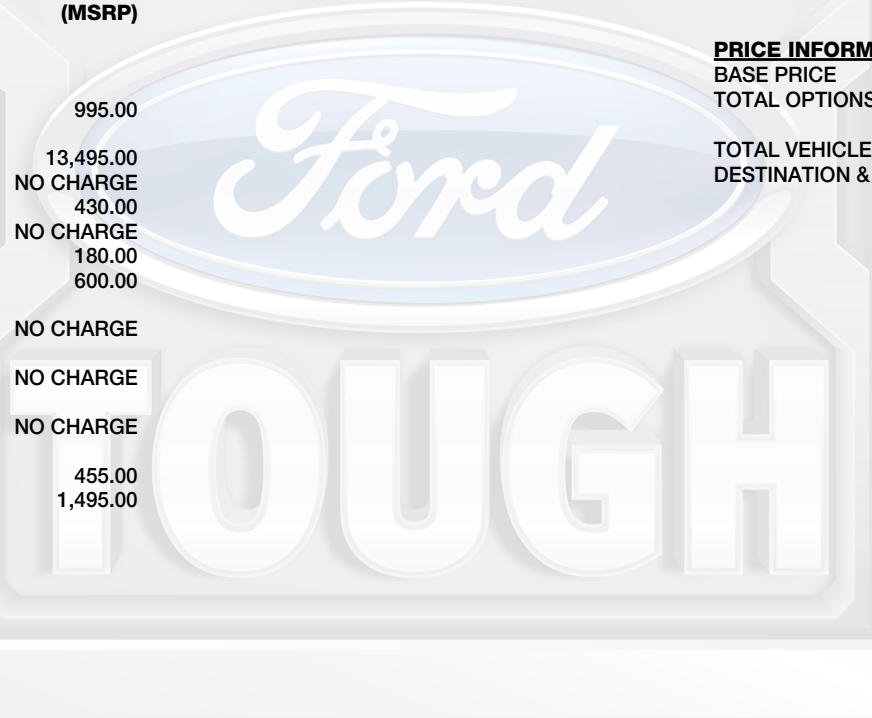 (MSRP)
995.00
13,495.00
NO CHARGE
430.00
NO CHARGE
180.00
600.00
NO CHARGE
NO CHARGE
NO CHARGE
455.00
1,495.00
PRICE INFORM
BASE PRICE
TOTAL OPTIONS
TOTAL VEHICLE
DESTINATION &
Ford
TOUGH